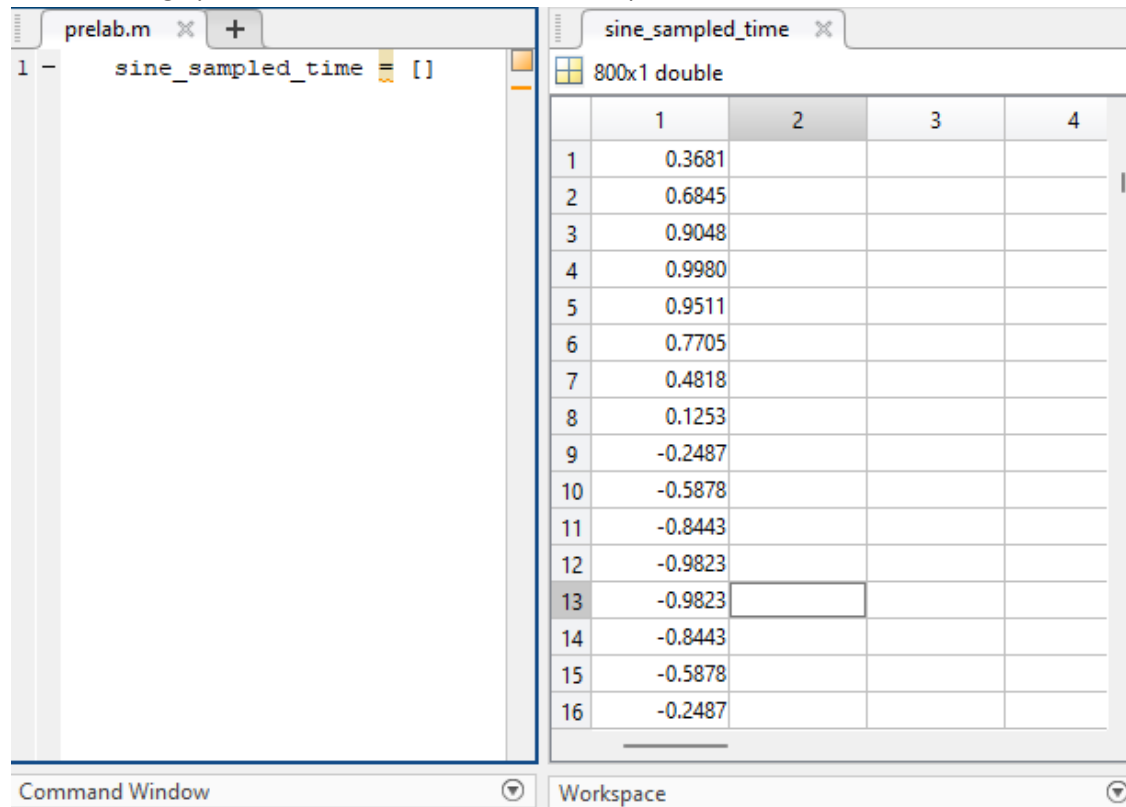 prelab.m × +
1 – sine_sampled_time = []
Command Window
sine_sampled_time ×
800x1 double
1 2 3 4
1 0.3681
2 0.6845
3 0.9048
4 0.9980
5 0.9511
6 0.7705
7 0.4818
8 0.1253
9 -0.2487
10 -0.5878
11 -0.8443
12 -0.9823
13 -0.9823
14 -0.8443
15 -0.5878
16 -0.2487
Workspace